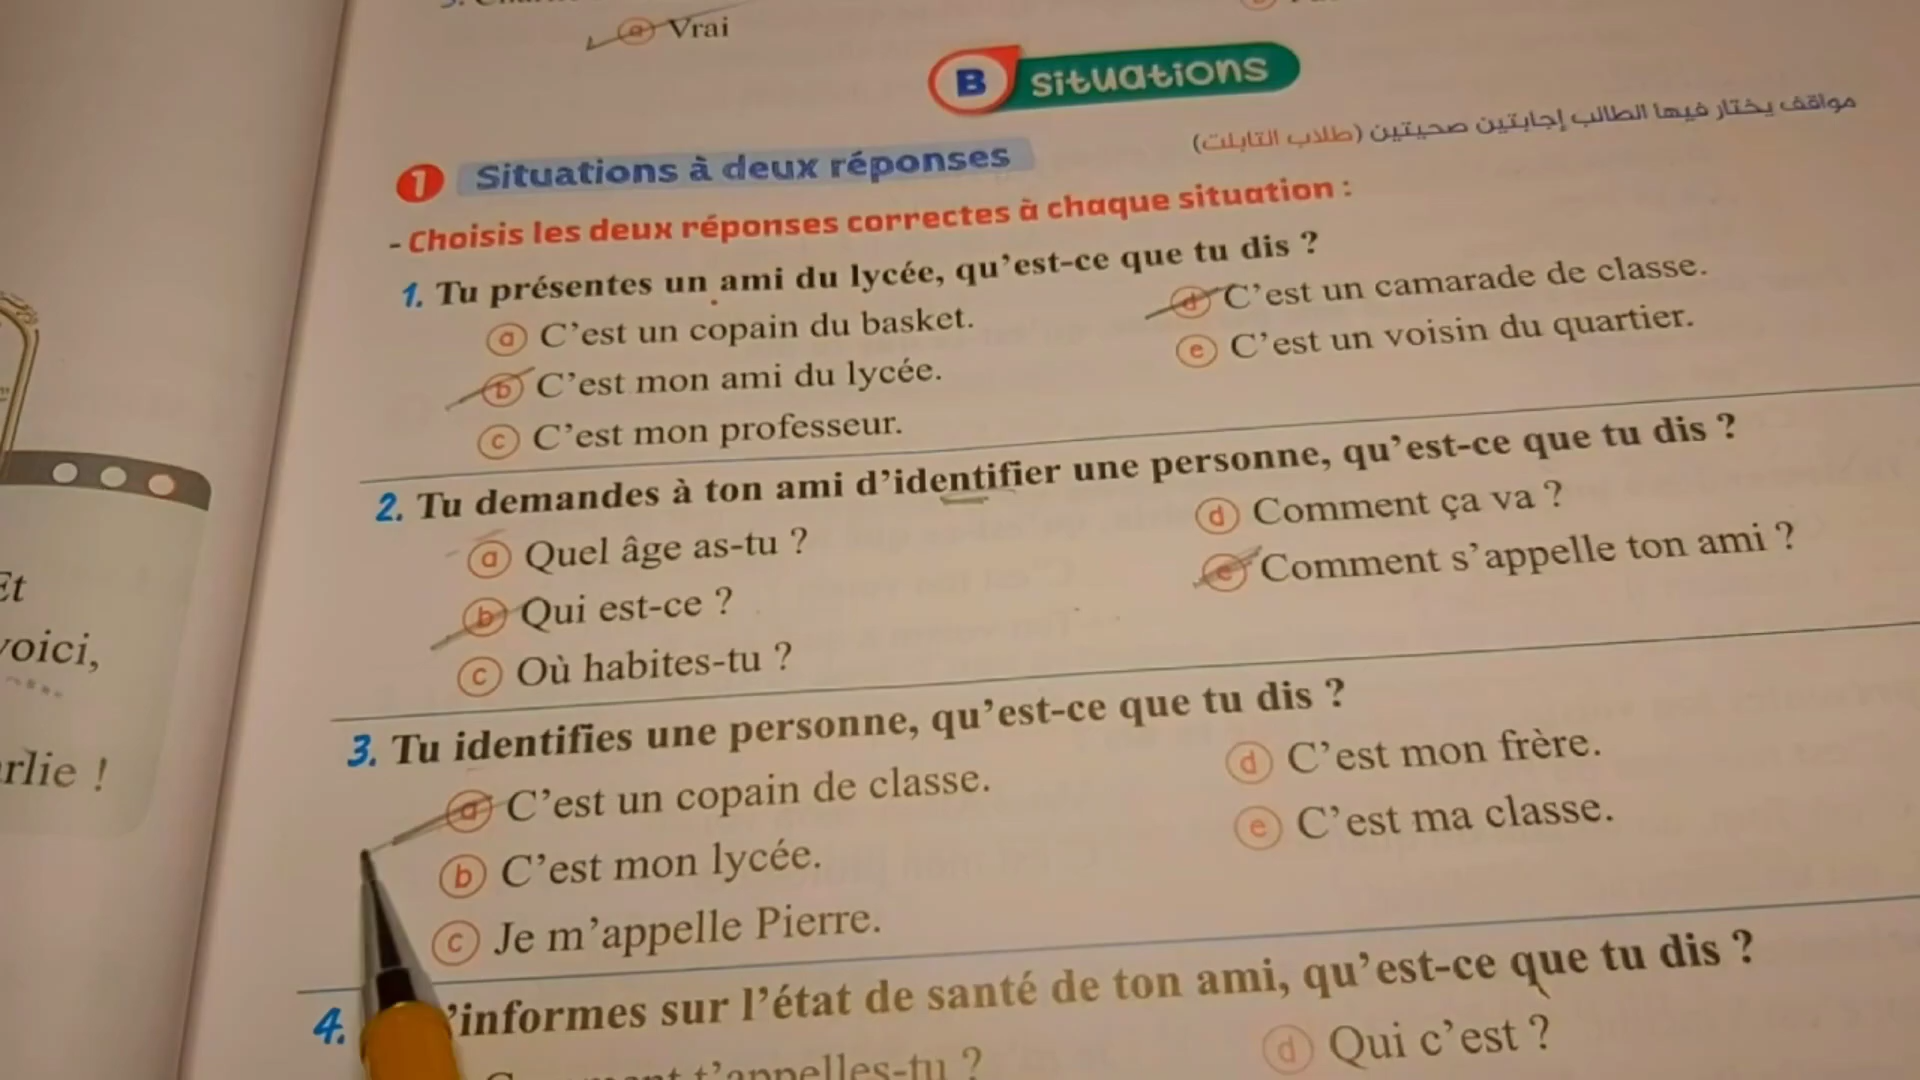 a Vrai
B situations
مواقف يختار فيها الطالب إجابتين صحيتين (طلاب التابلت)
1 Situations à deux réponses
- Choisis les deux réponses correctes à chaque situation :
1. Tu présentes un ami du lycée, qu'est-ce que tu dis ?
a C'est un copain du basket.
d C'est un camarade de classe.
b C'est mon ami du lycée.
e C'est un voisin du quartier.
c C'est mon professeur.
2. Tu demandes à ton ami d'identifier une personne, qu'est-ce que tu dis ?
a Quel âge as-tu ?
d Comment ça va ?
b Qui est-ce ?
e Comment s'appelle ton ami ?
c Où habites-tu ?
3. Tu identifies une personne, qu'est-ce que tu dis ?
a C'est un copain de classe.
d C'est mon frère.
b C'est mon lycée.
e C'est ma classe.
c Je m'appelle Pierre.
4. 'informes sur l'état de santé de ton ami, qu'est-ce que tu dis ?
t'appelles-tu ?
d Qui c'est ?
Et
voici,
rlie !